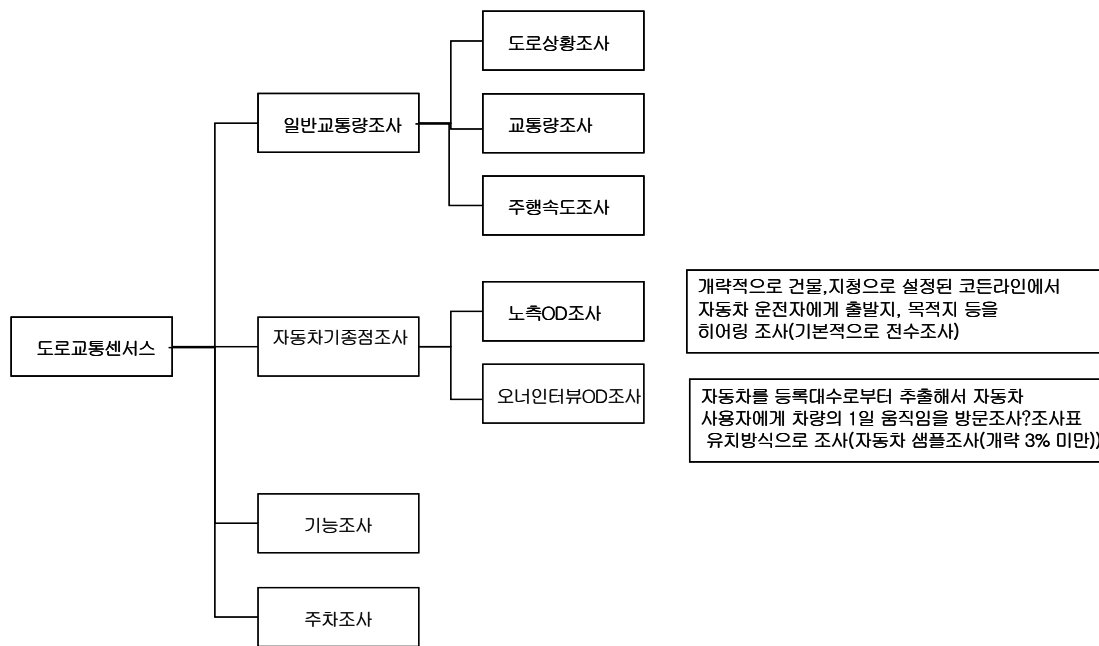 도로상황조사
일반교통량조사
교통량조사
주행속도조사
도로교통센서스
자동차기종점조사
노측OD조사
개략적으로 건물,지청으로 설정된 코든라인에서
자동차 운전자에게 출발지, 목적지 등을
히어링 조사(기본적으로 전수조사)
오너인터뷰OD조사
자동차를 등록대수로부터 추출해서 자동차
사용자에게 차량의 1일 움직임을 방문조사?조사표
유치방식으로 조사(자동차 샘플조사(개략 3% 미만))
기능조사
주차조사